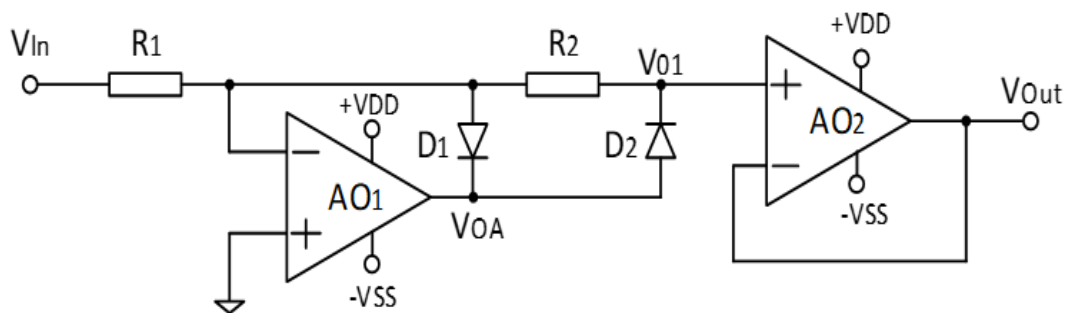 VIn
R1
R2
V01
+VDD
VOut
+VDD
D1
D2
+
AO2
−
AO1
−
+
-VSS
VOA
-VSS